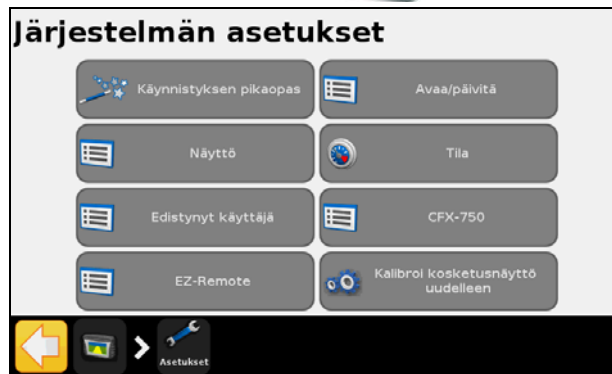 Järjestelmän asetukset
Käynnistyksen pikaopas
Avaa/päivitä
Näyttö
Tila
Edistynyt käyttäjä
CFX-750
EZ-Remote
Kalibroi kosketusnäyttö
uudelleen
Asetukset